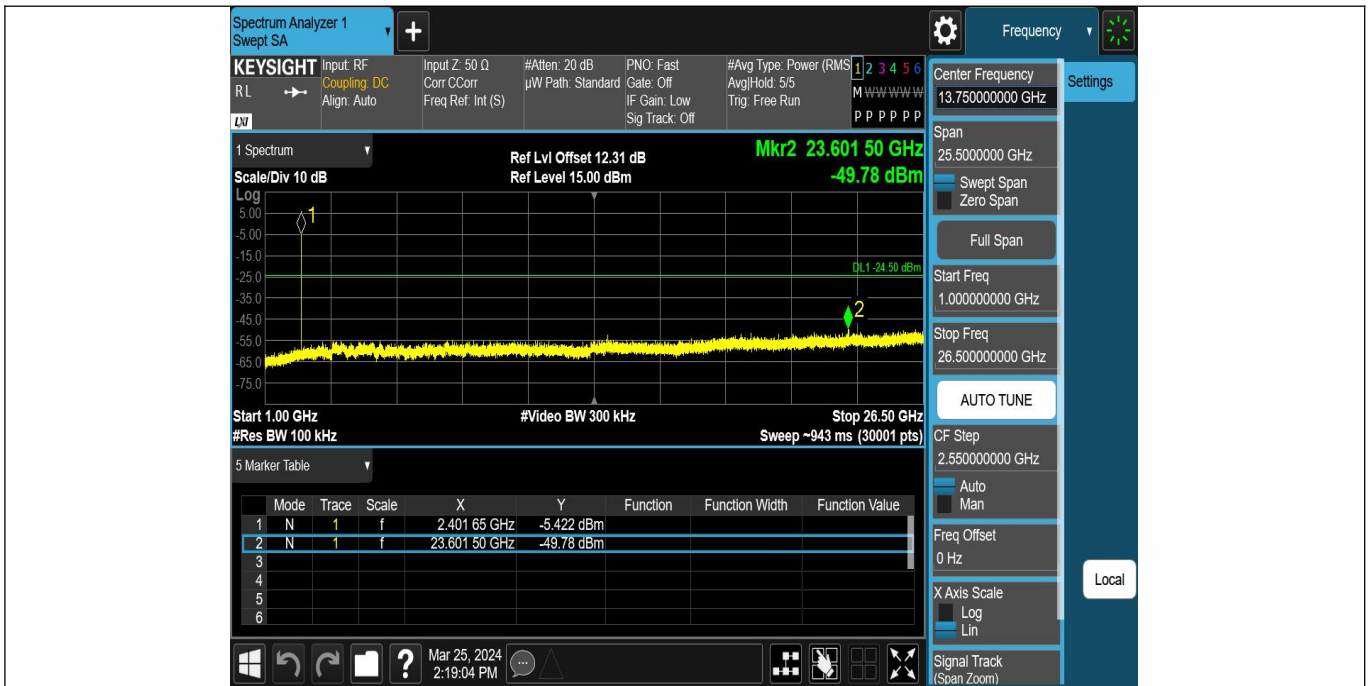 Spectrum Analyzer 1
Swept SA
+
Frequency
KEYSIGHT
RL
LXI
Input: RF
Coupling: DC
Align: Auto
Input Z: 50 Ω
Corr CCorr
Freq Ref: Int (S)
#Atten: 20 dB
µW Path: Standard
PNO: Fast
Gate: Off
IF Gain: Low
Sig Track: Off
#Avg Type: Power (RMS
Avg|Hold: 5/5
Trig: Free Run
1 2 3 4 5 6
M W W W W W
P P P P P P
1 Spectrum
Scale/Div 10 dB
Ref Lvl Offset 12.31 dB
Ref Level 15.00 dBm
Mkr2 23.601 50 GHz
-49.78 dBm
Log
5.00
-5.00
-15.0
-25.0
-35.0
-45.0
-55.0
-65.0
-75.0
1
DL1 -24.50 dBm
2
Start 1.00 GHz
#Video BW 300 kHz
Stop 26.50 GHz
#Res BW 100 kHz
Sweep ~943 ms (30001 pts)
5 Marker Table
Mode Trace Scale X Y Function Function Width Function Value
1 N 1 f 2.401 65 GHz -5.422 dBm
2 N 1 f 23.601 50 GHz -49.78 dBm
3
4
5
6
?
Mar 25, 2024
2:19:04 PM
...
Center Frequency
13.750000000 GHz
Settings
Span
25.5000000 GHz
Swept Span
Zero Span
Full Span
Start Freq
1.000000000 GHz
Stop Freq
26.500000000 GHz
AUTO TUNE
CF Step
2.550000000 GHz
Auto
Man
Freq Offset
0 Hz
Local
X Axis Scale
Log
Lin
Signal Track
(Span Zoom)